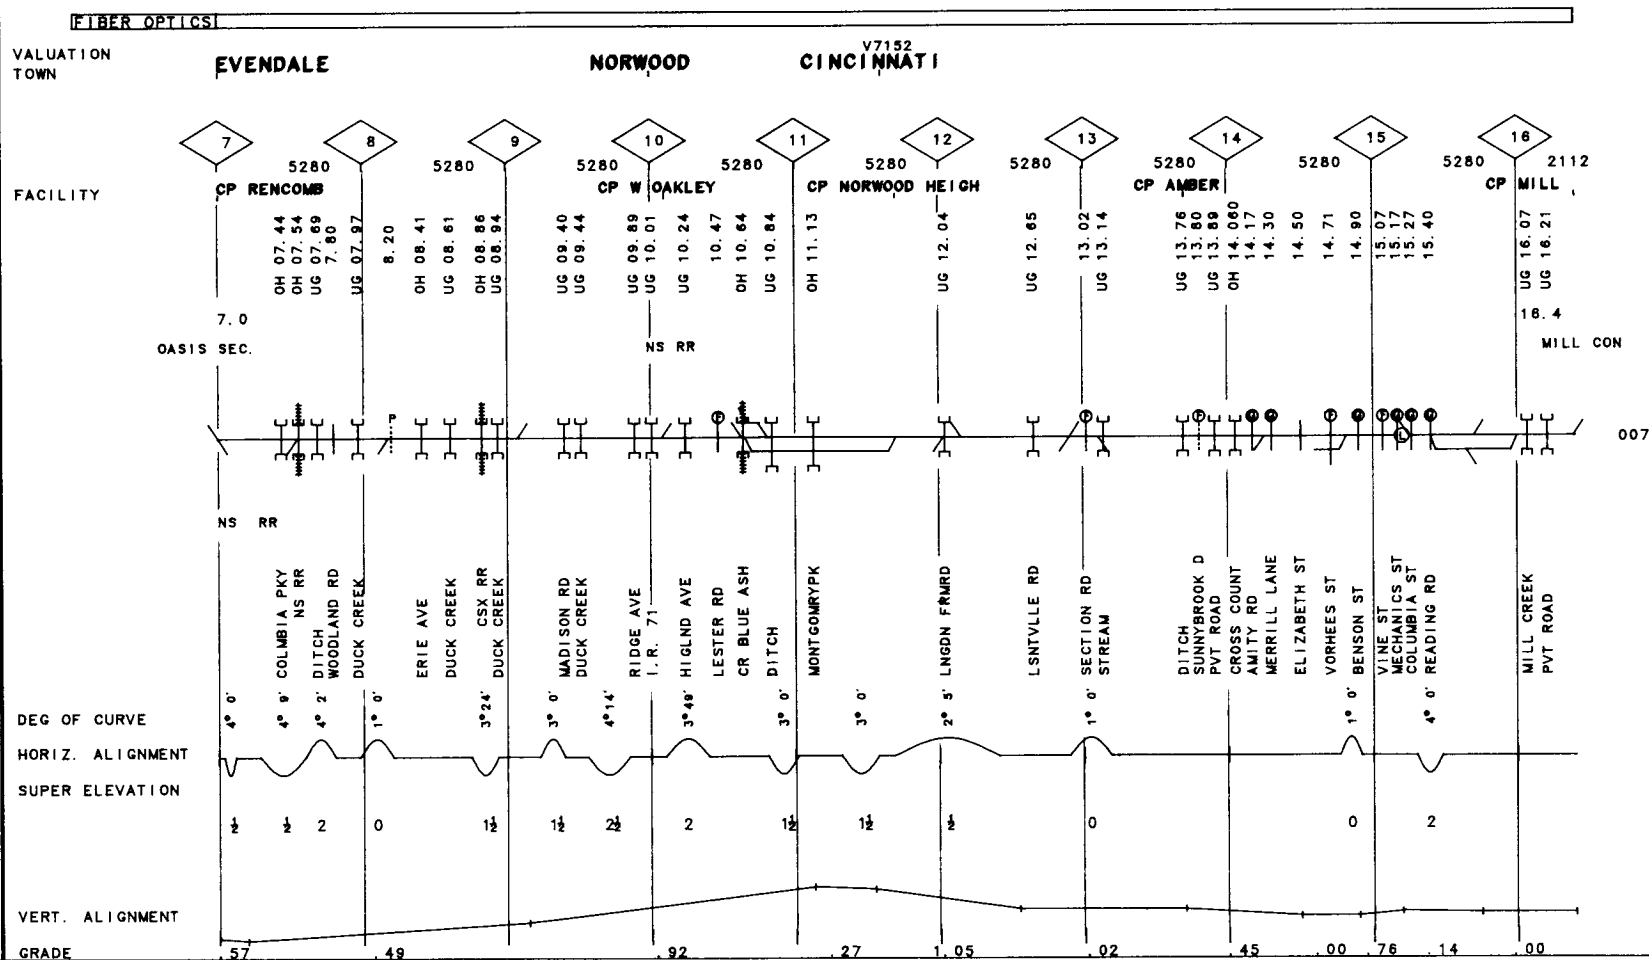 FIBER OPTICS
VALUATION V7152
TOWN EVENDALE NORWOOD CINCINNATI
7 8 9 10 11 12 13 14 15 16
5280 5280 5280 5280 5280 5280 5280 5280 5280 2112
FACILITY CP RENCOMB CP W OAKLEY CP NORWOOD HEIGH CP AMBER CP MILL
OH 07.44
OH 07.54
UG 07.69
7.80
UG 07.97
8.20
OH 08.41
UG 08.61
OH 08.86
UG 08.94
UG 09.40
UG 09.44
UG 09.89
UG 10.01
UG 10.24
10.47
OH 10.64
UG 10.84
OH 11.13
UG 12.04
UG 12.65
13.02
UG 13.14
UG 13.76
13.80
UG 13.89
OH 14.060
14.17
14.30
14.50
14.71
14.90
15.07
15.17
15.27
15.40
UG 16.07
UG 16.21
7.0 16.4
OASIS SEC. NS RR MILL CON
P F F F G G F G F G G G
L
007
NS RR
COLMBIA PKY
NS RR
DITCH
WOODLAND RD
DUCK CREEK
ERIE AVE
DUCK CREEK
CSX RR
DUCK CREEK
MADISON RD
DUCK CREEK
RIDGE AVE
I.R. 71
HIGLND AVE
LESTER RD
CR BLUE ASH
DITCH
MONTGOMRYPK
LNGDN FRMRD
LSNTVLLE RD
SECTION RD
STREAM
DITCH
SUNNYBROOK D
PVT ROAD
CROSS COUNT
AMITY RD
MERRILL LANE
ELIZABETH ST
VORHEES ST
BENSON ST
VINE ST
MECHANICS ST
COLUMBIA ST
READING RD
MILL CREEK
PVT ROAD
DEG OF CURVE 4° 0' 4° 9' 4° 2' 1° 0' 3°24' 3° 0' 4°14' 3°49' 3° 0' 3° 0' 2° 5' 1° 0' 1° 0' 4° 0'
HORIZ. ALIGNMENT
SUPER ELEVATION
½ ½ 2 0 1½ 1½ 2½ 2 1½ 1½ ½ 0 0 2
VERT. ALIGNMENT
GRADE .57 .49 .92 .27 1.05 .02 .45 .00 .76 .14 .00